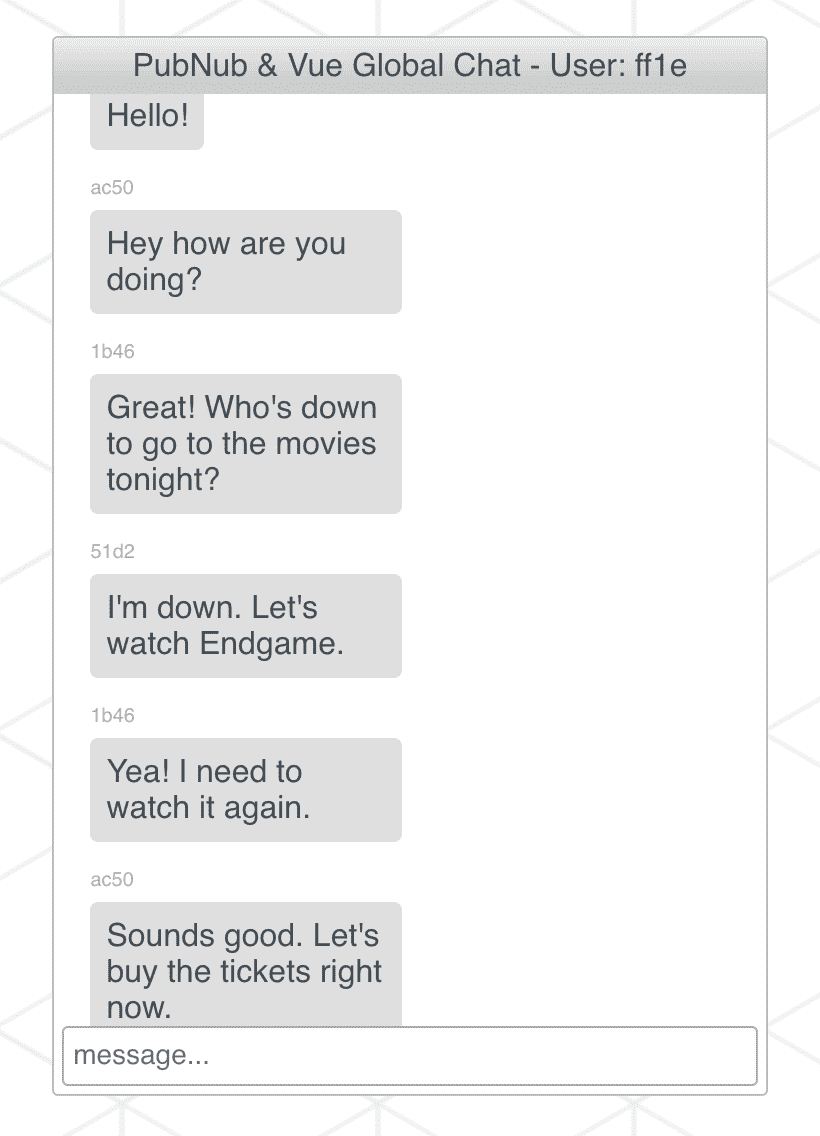 PubNub & Vue Global Chat - User: ff1e
Hello!
ac50
Hey how are you
doing?
1b46
Great! Who's down
to go to the movies
tonight?
51d2
I'm down. Let's
watch Endgame.
1b46
Yea! I need to
watch it again.
ac50
Sounds good. Let's
buy the tickets right
now.
message...